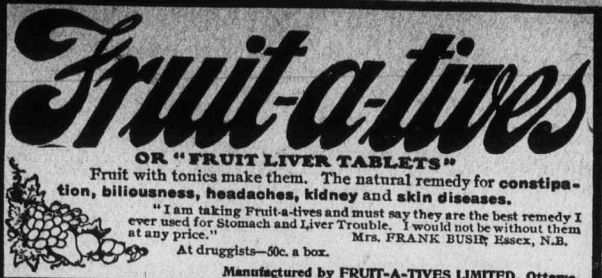 Fruit-a-tives
OR "FRUIT LIVER TABLETS"
Fruit with tonics make them. The natural remedy for constipa-
tion, biliousness, headaches, kidney and skin diseases.
"I am taking Fruit-a-tives and must say they are the best remedy I
ever used for Stomach and Liver Trouble. I would not be without them
at any price." Mrs. FRANK BUSH, Essex, N.B.
At druggists—50c. a box.
Manufactured by FRUIT-A-TIVES LIMITED, Ottawa